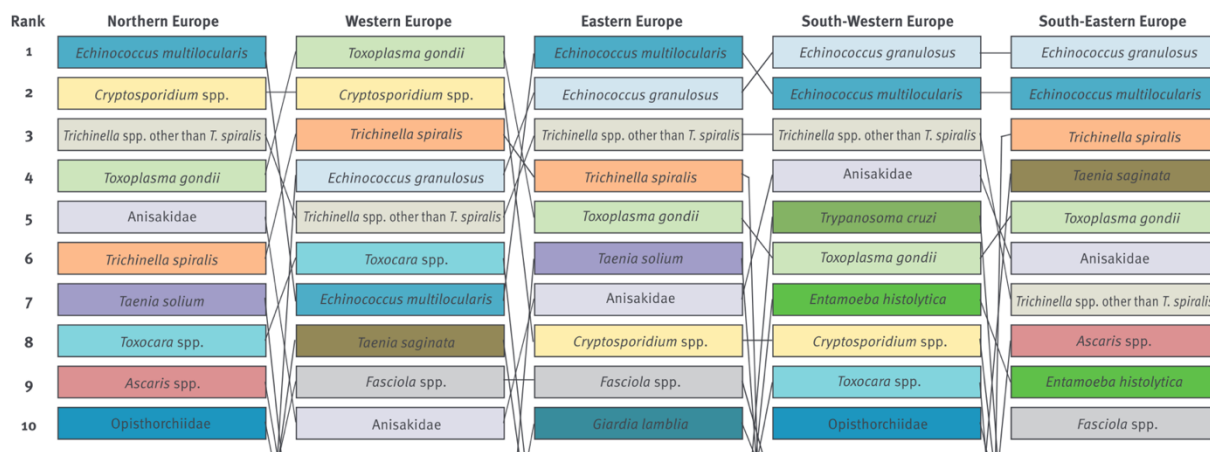 Rank Northern Europe Western Europe Eastern Europe South-Western Europe South-Eastern Europe
1 Echinococcus multilocularis Toxoplasma gondii Echinococcus multilocularis Echinococcus granulosus Echinococcus granulosus
2 Cryptosporidium spp. Cryptosporidium spp. Echinococcus granulosus Echinococcus multilocularis Echinococcus multilocularis
3 Trichinella spp. other than T. spiralis Trichinella spiralis Trichinella spp. other than T. spiralis Trichinella spp. other than T. spiralis Trichinella spiralis
4 Toxoplasma gondii Echinococcus granulosus Trichinella spiralis Anisakidae Taenia saginata
5 Anisakidae Trichinella spp. other than T. spiralis Toxoplasma gondii Trypanosoma cruzi Toxoplasma gondii
6 Trichinella spiralis Toxocara spp. Taenia solium Toxoplasma gondii Anisakidae
7 Taenia solium Echinococcus multilocularis Anisakidae Entamoeba histolytica Trichinella spp. other than T. spiralis
8 Toxocara spp. Taenia saginata Cryptosporidium spp. Cryptosporidium spp. Ascaris spp.
9 Ascaris spp. Fasciola spp. Fasciola spp. Toxocara spp. Entamoeba histolytica
10 Opisthorchiidae Anisakidae Giardia lamblia Opisthorchiidae Fasciola spp.